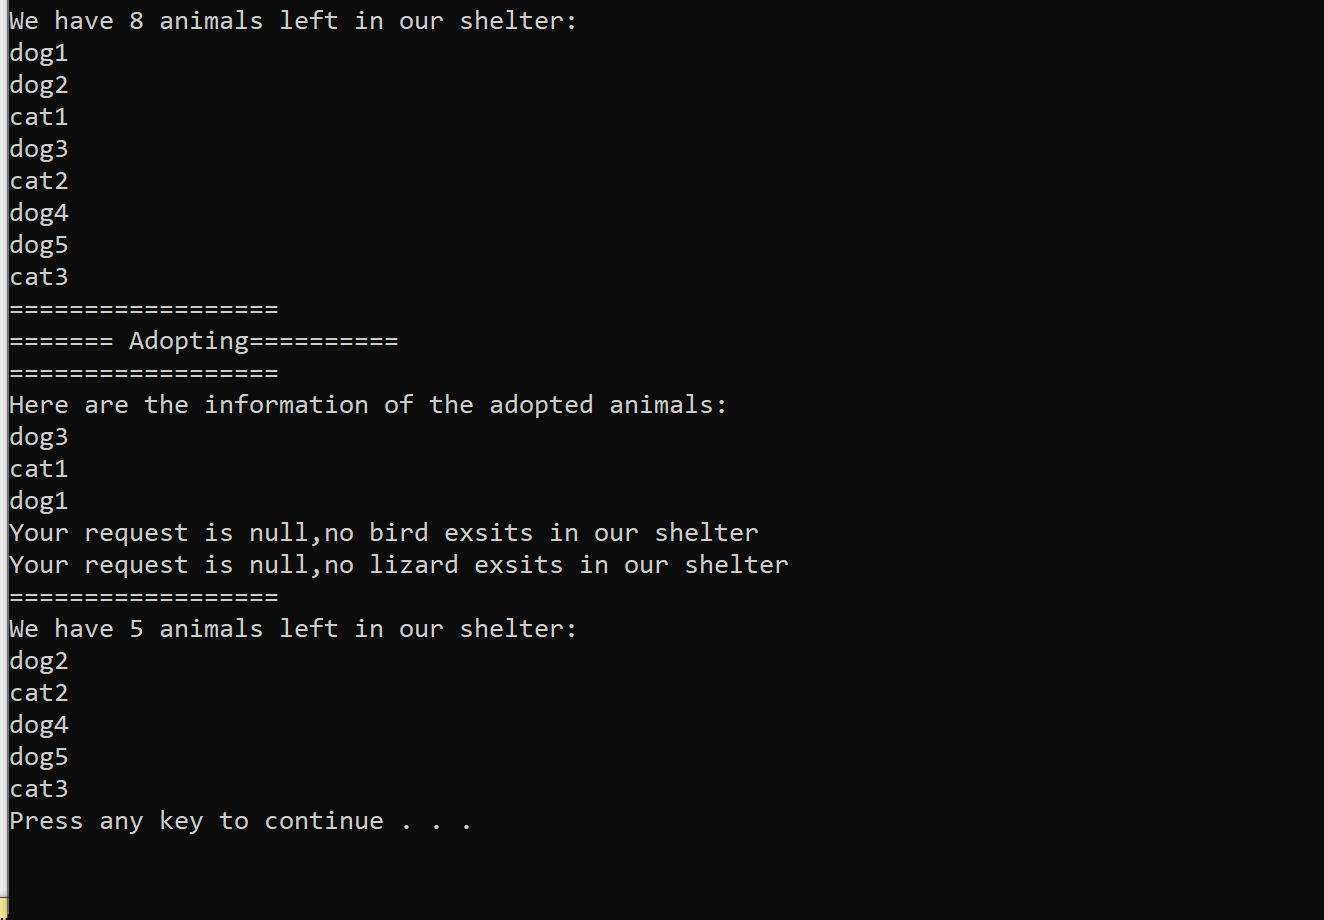 We have 8 animals left in our shelter:
dog1
dog2
cat1
dog3
cat2
dog4
dog5
cat3
==================
======= Adopting==========
==================
Here are the information of the adopted animals:
dog3
cat1
dog1
Your request is null,no bird exsits in our shelter
Your request is null,no lizard exsits in our shelter
==================
We have 5 animals left in our shelter:
dog2
cat2
dog4
dog5
cat3
Press any key to continue . . .